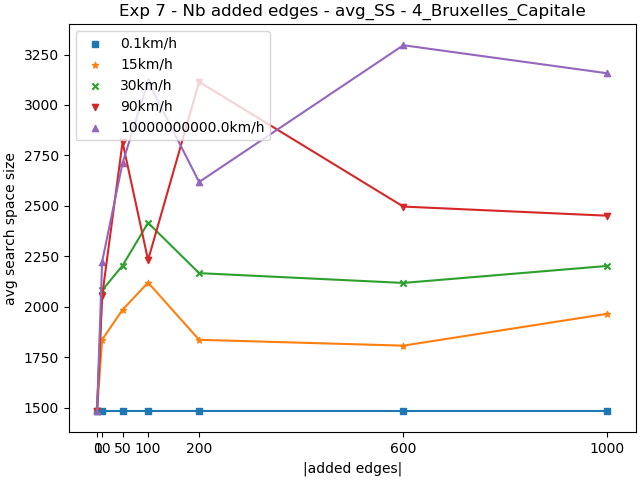 Exp 7 - Nb added edges - avg_SS - 4_Bruxelles_Capitale
0.1km/h
15km/h
30km/h
90km/h
10000000000.0km/h
avg search space size
3250
3000
2750
2500
2250
2000
1750
1500
0 10 50 100 200 600 1000
|added edges|